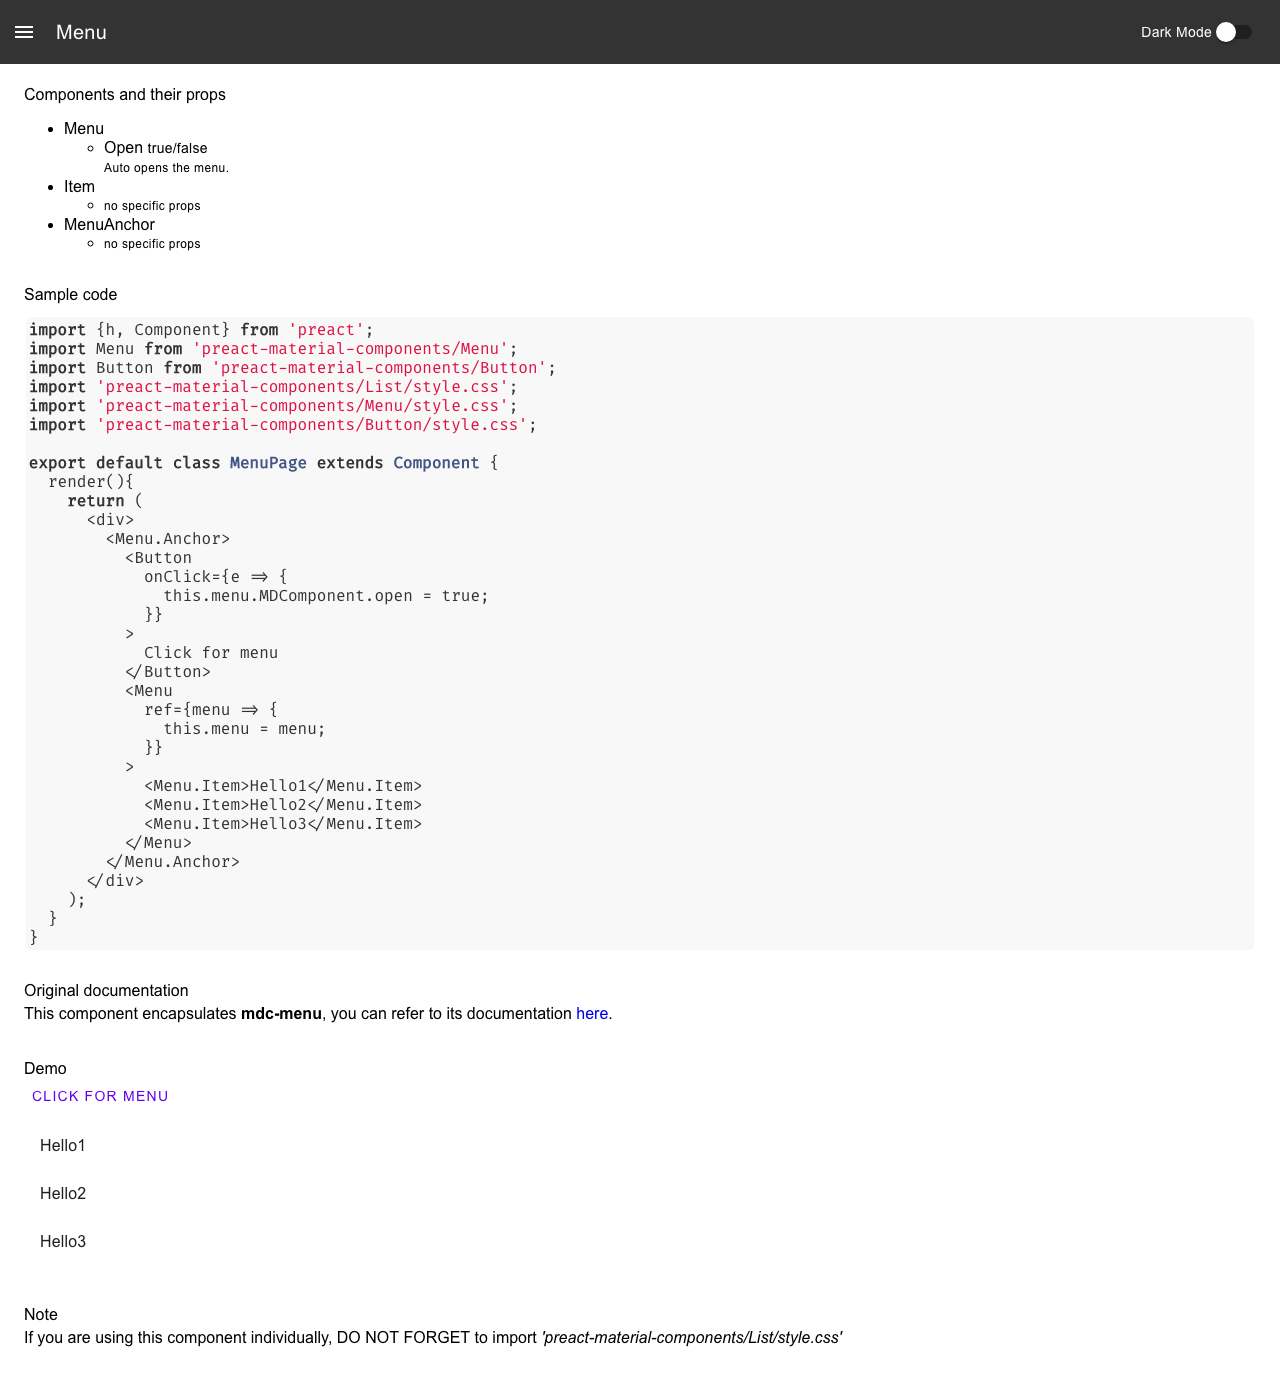 Menu
Dark Mode
Components and their props
Menu
Open true/false
Auto opens the menu.
Item
no specific props
MenuAnchor
no specific props
Sample code
import {h, Component} from 'preact';
import Menu from 'preact-material-components/Menu';
import Button from 'preact-material-components/Button';
import 'preact-material-components/List/style.css';
import 'preact-material-components/Menu/style.css';
import 'preact-material-components/Button/style.css';
export default class MenuPage extends Component {
  render(){
    return (
      <div>
        <Menu.Anchor>
          <Button
            onClick={e => {
              this.menu.MDComponent.open = true;
            }}
          >
            Click for menu
          </Button>
          <Menu
            ref={menu => {
              this.menu = menu;
            }}
          >
            <Menu.Item>Hello1</Menu.Item>
            <Menu.Item>Hello2</Menu.Item>
            <Menu.Item>Hello3</Menu.Item>
          </Menu>
        </Menu.Anchor>
      </div>
    );
  }
}
Original documentation
This component encapsulates mdc-menu, you can refer to its documentation here.
Demo
CLICK FOR MENU
Hello1
Hello2
Hello3
Note
If you are using this component individually, DO NOT FORGET to import 'preact-material-components/List/style.css'